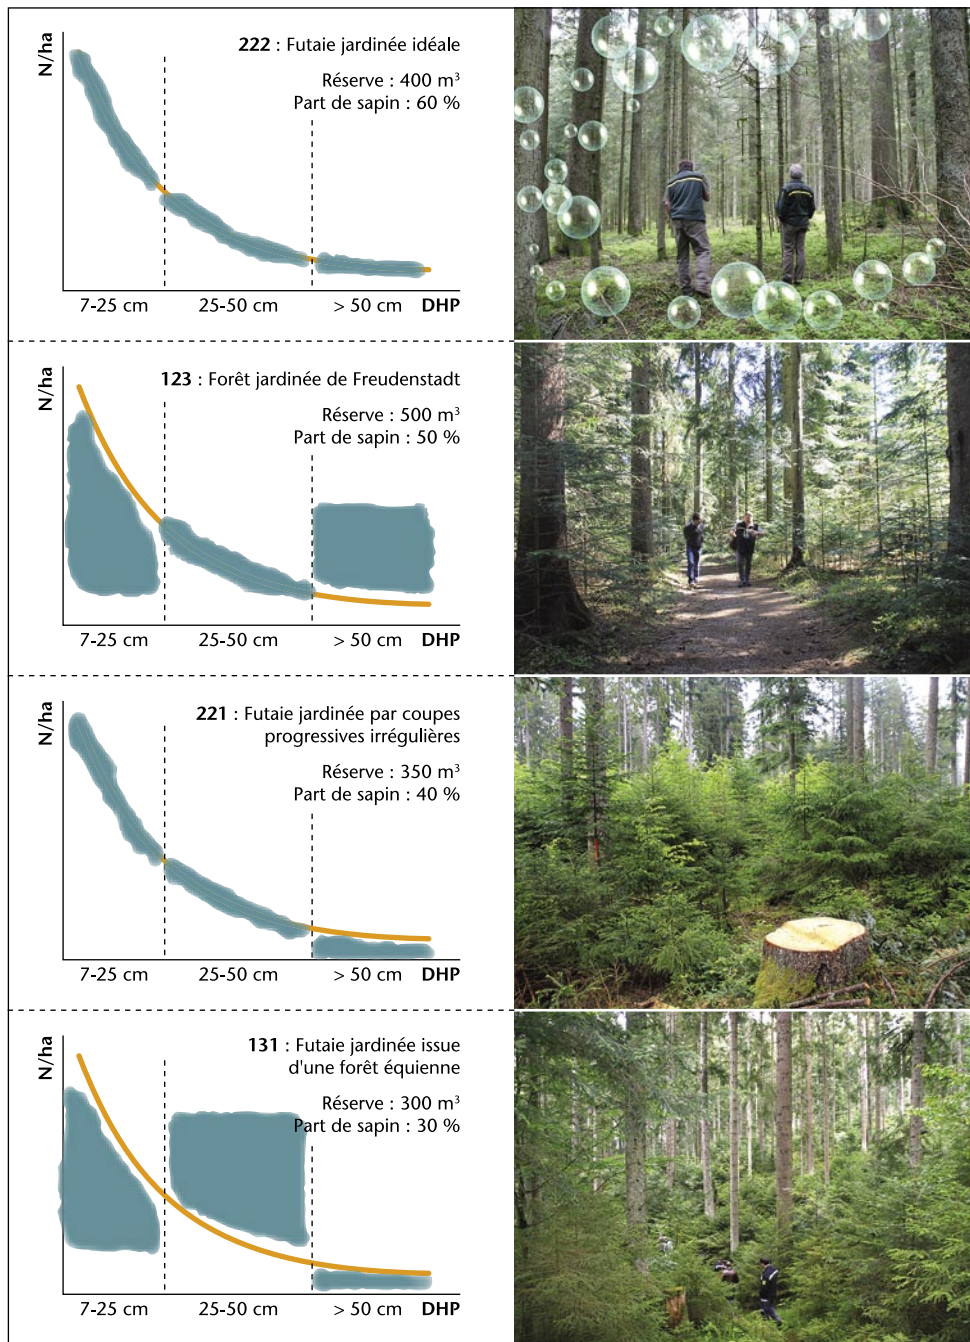 N/ha
222 : Futaie jardinée idéale
Réserve : 400 m³
Part de sapin : 60 %
7-25 cm 25-50 cm > 50 cm DHP
N/ha
123 : Forêt jardinée de Freudenstadt
Réserve : 500 m³
Part de sapin : 50 %
7-25 cm 25-50 cm > 50 cm DHP
N/ha
221 : Futaie jardinée par coupes
progressives irrégulières
Réserve : 350 m³
Part de sapin : 40 %
7-25 cm 25-50 cm > 50 cm DHP
N/ha
131 : Futaie jardinée issue
d'une forêt équienne
Réserve : 300 m³
Part de sapin : 30 %
7-25 cm 25-50 cm > 50 cm DHP